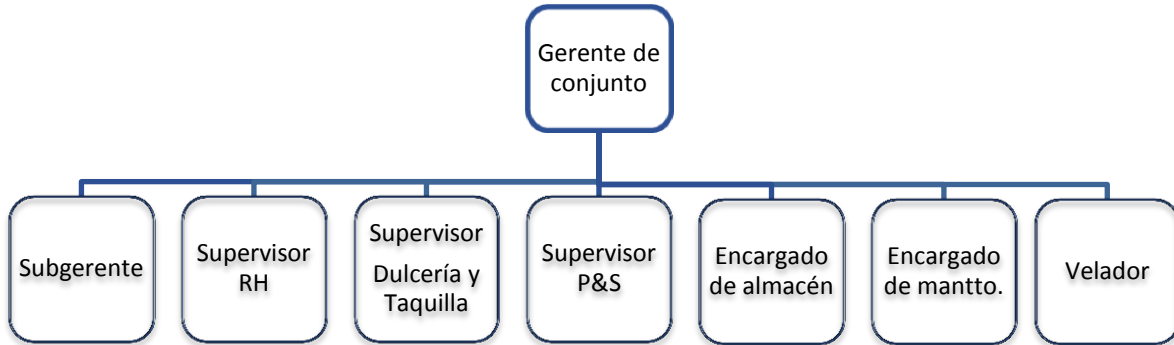 Gerente de
conjunto
Subgerente
Supervisor
RH
Supervisor
Dulcería y
Taquilla
Supervisor
P&S
Encargado
de almacén
Encargado
de mantto.
Velador